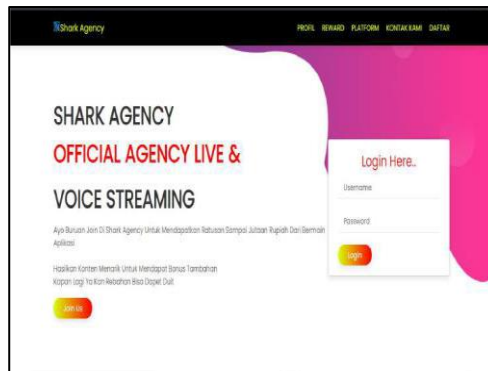 Shark Agency
PROFIL REWARD PLATFORM KONTAK KAMI DAFTAR
SHARK AGENCY
OFFICIAL AGENCY LIVE &
VOICE STREAMING
Ayo Buruan Join Di Shark Agency Untuk Mendapatkan Ratusan Sampai Jutaan Rupiah Dari Bermain
Aplikasi
Hasilkan Konten Menarik Untuk Mendapat Bonus Tambahan
Kapan Lagi Ya Kan Rebahan Bisa Dapet Duit
Join Us
Login Here..
Username
Password
Login